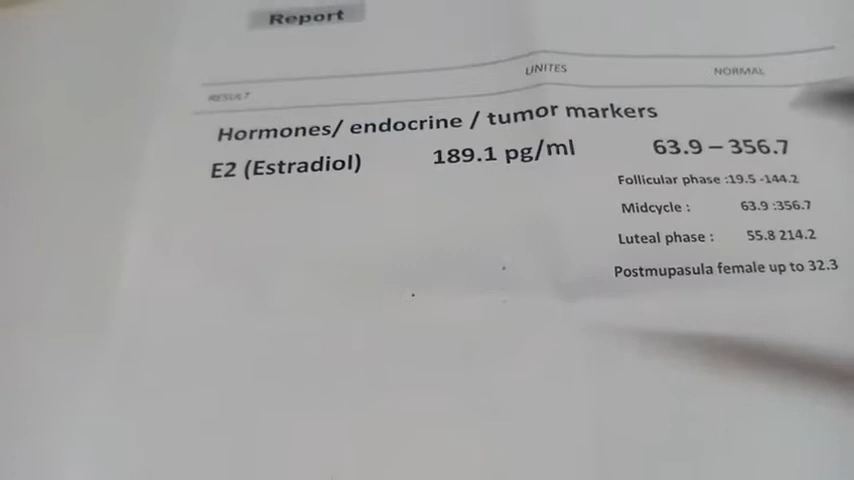 Report
RESULT UNITES NORMAL
Hormones/ endocrine / tumor markers
E2 (Estradiol) 189.1 pg/ml 63.9 – 356.7
Follicular phase :19.5 -144.2
Midcycle : 63.9 :356.7
Luteal phase : 55.8 214.2
Postmupasula female up to 32.3